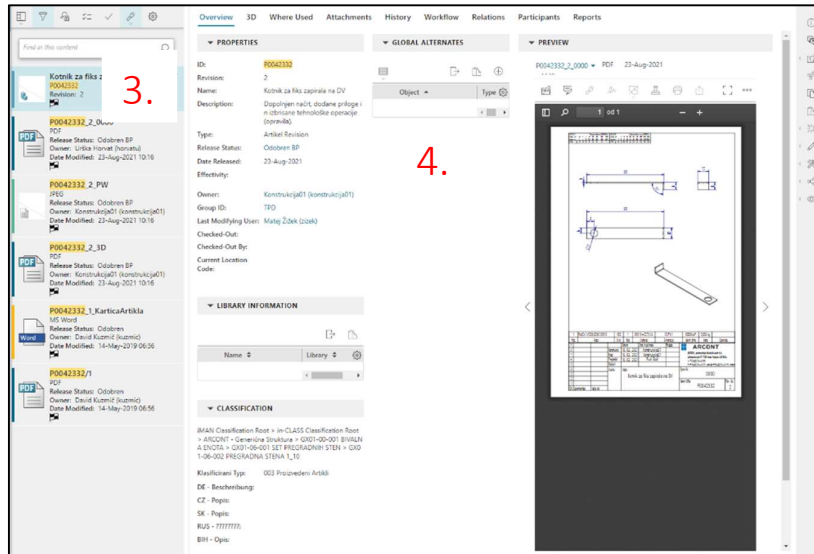 Overview 3D Where Used Attachments History Workflow Relations Participants Reports
Find in this content
Kotnik za fiks z
P0042332
Revision: 2
3.
P0042332_2_0000
PDF
Release Status: Odobren BP
Owner: Urška Horvat (horvatu)
Date Modified: 23-Aug-2021 10:16
P0042332_2_PW
JPEG
Release Status: Odobren BP
Owner: Konstrukcija01 (konstrukcija01)
Date Modified: 23-Aug-2021 10:16
P0042332_2_3D
PDF
Release Status: Odobren BP
Owner: Konstrukcija01 (konstrukcija01)
Date Modified: 23-Aug-2021 10:16
P0042332_1_KarticaArtikla
MS Word
Release Status: Odobren
Owner: David Kuzmič (kuzmic)
Date Modified: 14-May-2019 06:56
Word
P0042332/1
PDF
Release Status: Odobren
Owner: David Kuzmič (kuzmic)
Date Modified: 14-May-2019 06:56
PROPERTIES
ID: P0042332
Revision: 2
Name: Kotnik za fiks zapirala na DV
Description: Dopolnjen načrt, dodane priloge i
n izbrisane tehnološke operacije
(opravila).
Type: Artikel Revision
Release Status: Odobren BP
Date Released: 23-Aug-2021
Effectivity:
Owner: Konstrukcija01 (konstrukcija01)
Group ID: TPD
Last Modifying User: Matej Žižek (zizek)
Checked-Out:
Checked-Out By:
Current Location
Code:
LIBRARY INFORMATION
Name Library
CLASSIFICATION
iMAN Classification Root > in-CLASS Classification Root
> ARCONT - Generična Struktura > GX01-00-001 BIVALN
A ENOTA > GX01-06-001 SET PREGRADNIH STEN > GX0
1-06-002 PREGRADNA STENA 1_10
Klasificirani Typ: 003 Proizvedeni Artikli
DE - Beschreibung:
CZ - Popis:
SK - Popis:
RUS - ????????:
BIH - Opis:
GLOBAL ALTERNATES
Object Type
4.
PREVIEW
P0042332_2_0000 PDF 23-Aug-2021
1 od 1
ARCONT
Kotnik za fiks zapirala na DV
0000
P0042332
2